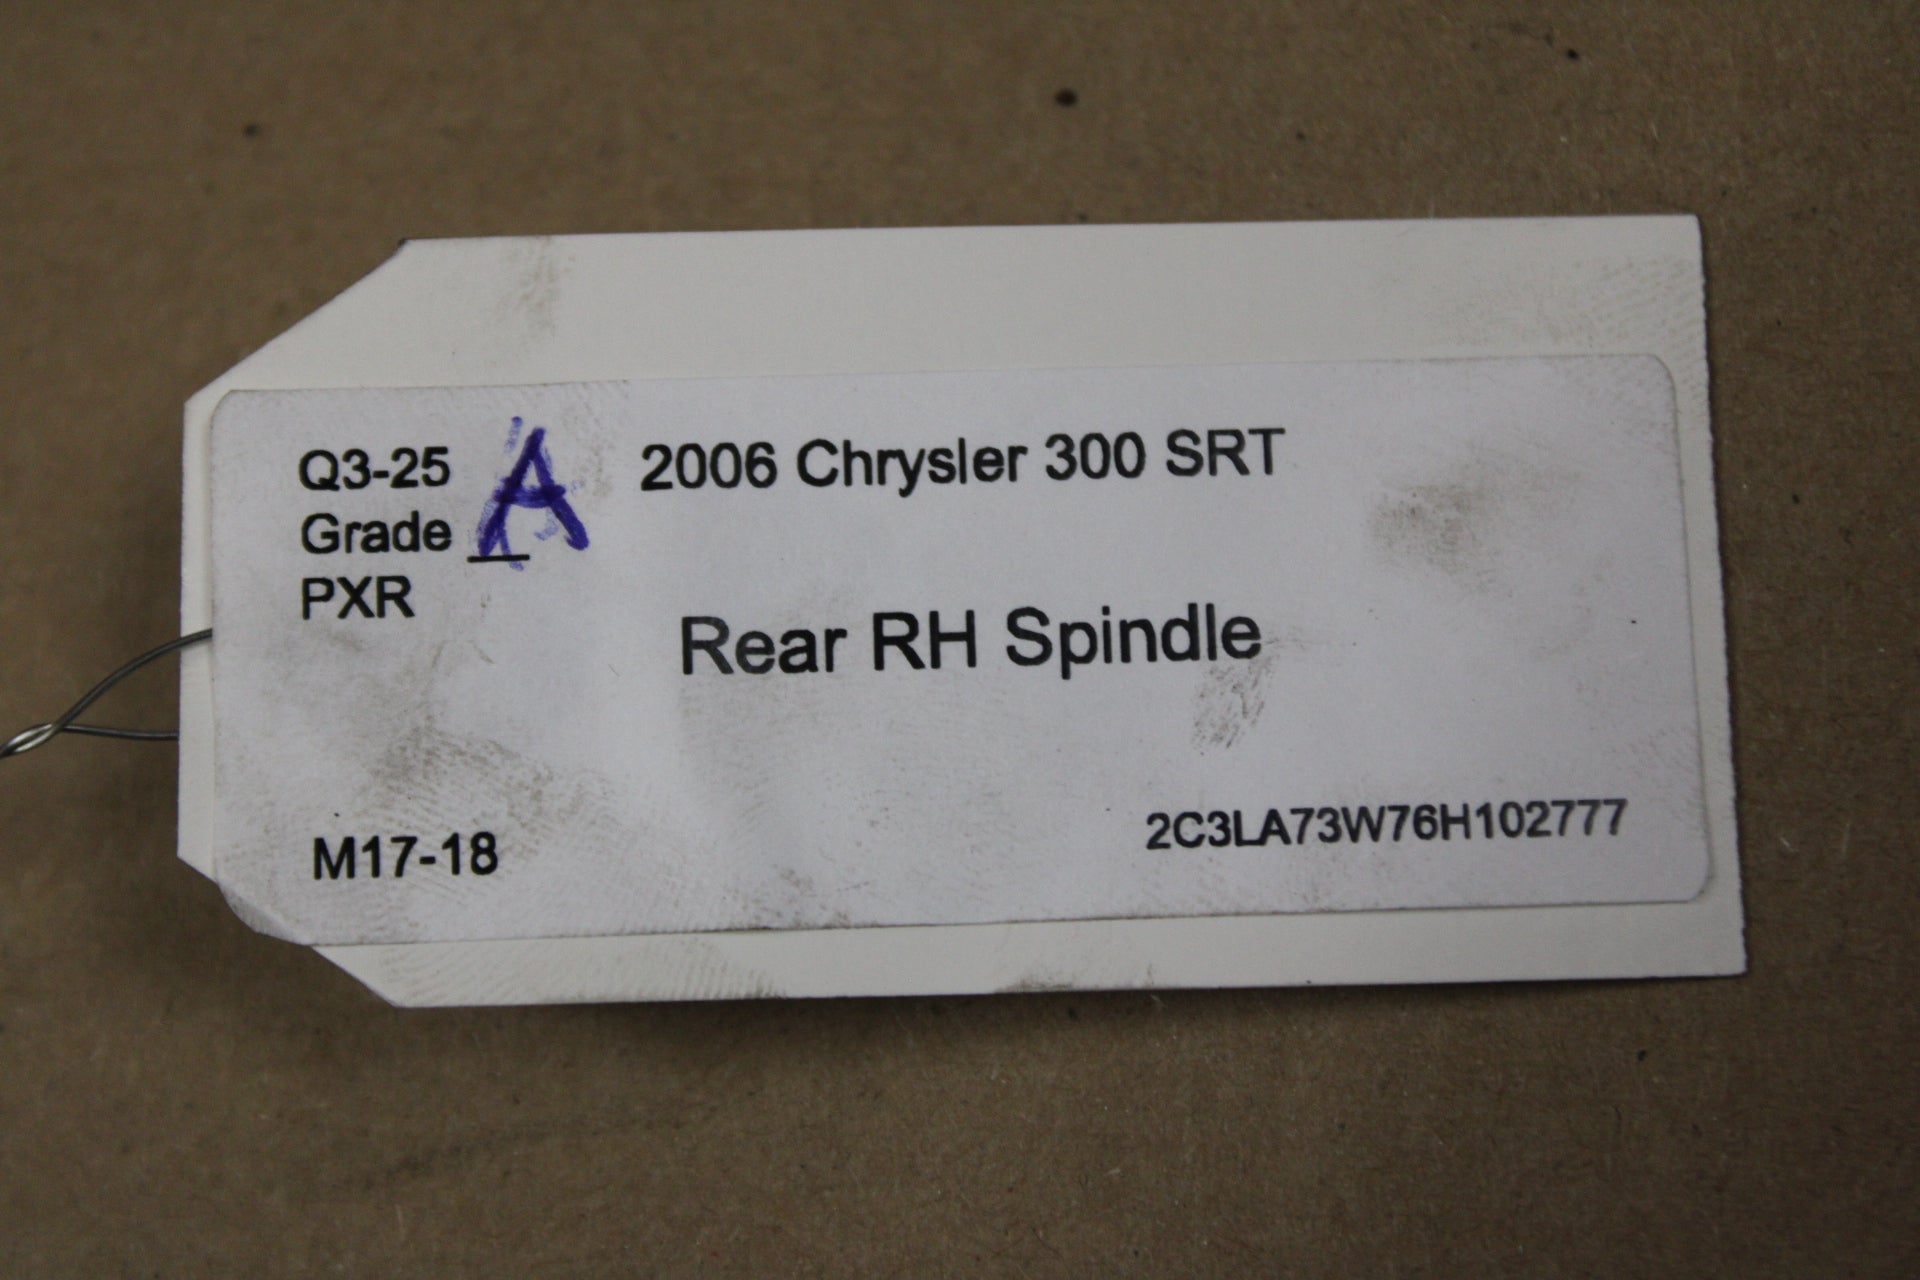 Q3-25
Grade A
PXR
2006 Chrysler 300 SRT
Rear RH Spindle
M17-18
2C3LA73W76H102777